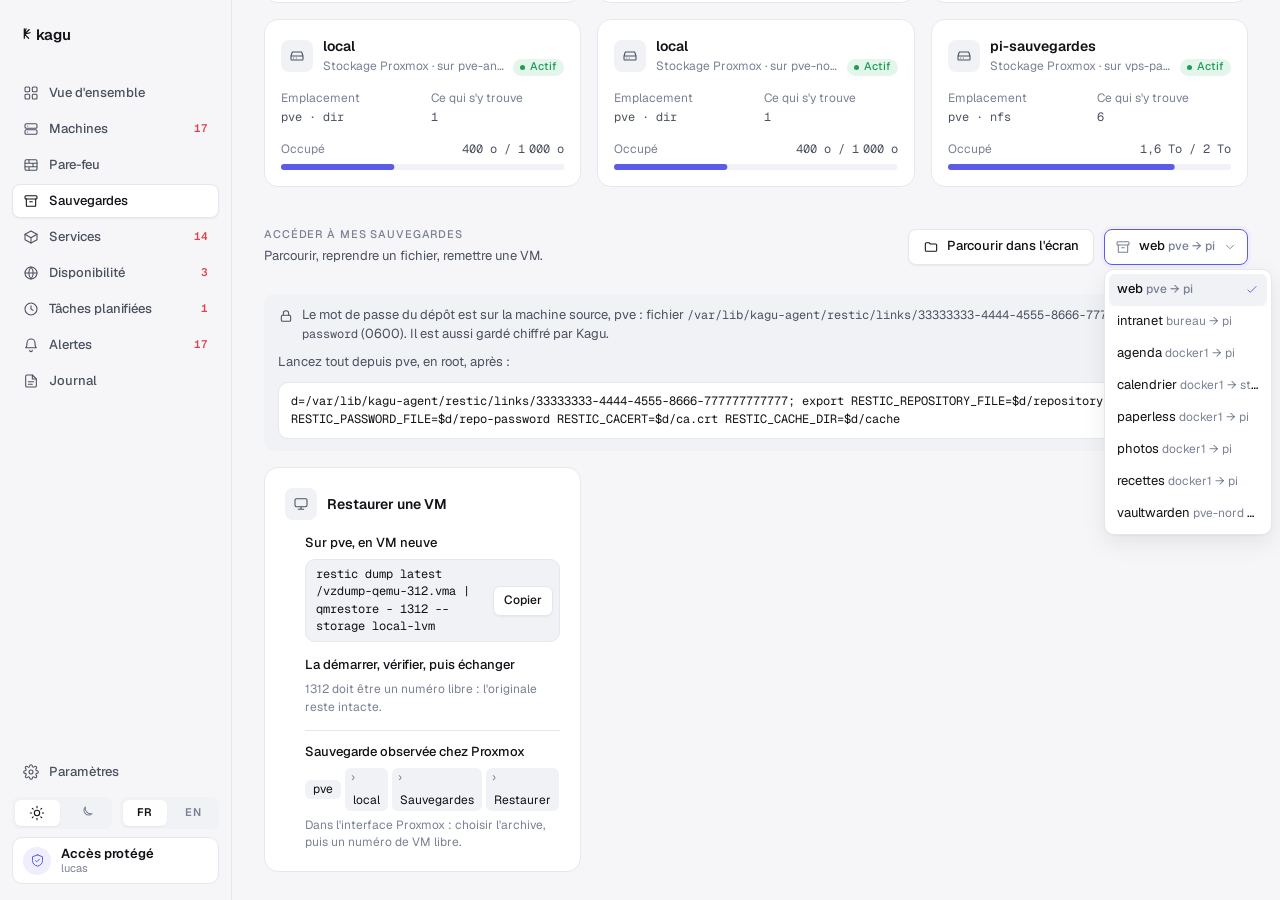 kagu
Vue d'ensemble
Machines 17
Pare-feu
Sauvegardes
Services 14
Disponibilité 3
Tâches planifiées 1
Alertes 17
Journal
Paramètres
FR EN
Accès protégé
lucas
local
Stockage Proxmox · sur pve-an… Actif
Emplacement Ce qui s'y trouve
pve · dir 1
Occupé 400 o / 1 000 o
local
Stockage Proxmox · sur pve-no… Actif
Emplacement Ce qui s'y trouve
pve · dir 1
Occupé 400 o / 1 000 o
pi-sauvegardes
Stockage Proxmox · sur vps-pa… Actif
Emplacement Ce qui s'y trouve
pve · nfs 6
Occupé 1,6 To / 2 To
ACCÉDER À MES SAUVEGARDES
Parcourir, reprendre un fichier, remettre une VM.
Parcourir dans l'écran
web pve → pi
web pve → pi
intranet bureau → pi
agenda docker1 → pi
calendrier docker1 → st…
paperless docker1 → pi
photos docker1 → pi
recettes docker1 → pi
vaultwarden pve-nord …
Le mot de passe du dépôt est sur la machine source, pve : fichier /var/lib/kagu-agent/restic/links/33333333-4444-4555-8666-777
password (0600). Il est aussi gardé chiffré par Kagu.
Lancez tout depuis pve, en root, après :
d=/var/lib/kagu-agent/restic/links/33333333-4444-4555-8666-777777777777; export RESTIC_REPOSITORY_FILE=$d/repository
RESTIC_PASSWORD_FILE=$d/repo-password RESTIC_CACERT=$d/ca.crt RESTIC_CACHE_DIR=$d/cache
Restaurer une VM
Sur pve, en VM neuve
restic dump latest
/vzdump-qemu-312.vma |
qmrestore - 1312 --
storage local-lvm
Copier
La démarrer, vérifier, puis échanger
1312 doit être un numéro libre : l'originale
reste intacte.
Sauvegarde observée chez Proxmox
pve › local › Sauvegardes › Restaurer
Dans l'interface Proxmox : choisir l'archive,
puis un numéro de VM libre.